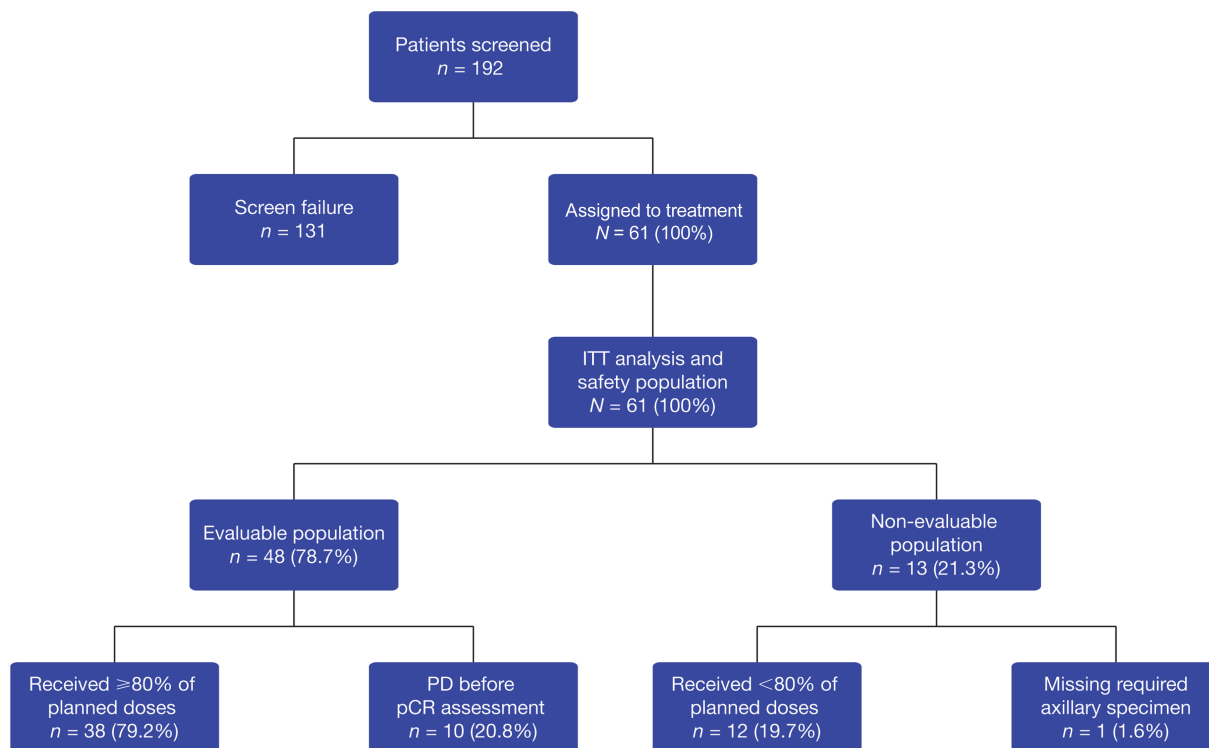 Patients screened
n = 192
Screen failure
n = 131
Assigned to treatment
N = 61 (100%)
ITT analysis and
safety population
N = 61 (100%)
Evaluable population
n = 48 (78.7%)
Non-evaluable
population
n = 13 (21.3%)
Received ⩾80% of
planned doses
n = 38 (79.2%)
PD before
pCR assessment
n = 10 (20.8%)
Received <80% of
planned doses
n = 12 (19.7%)
Missing required
axillary specimen
n = 1 (1.6%)